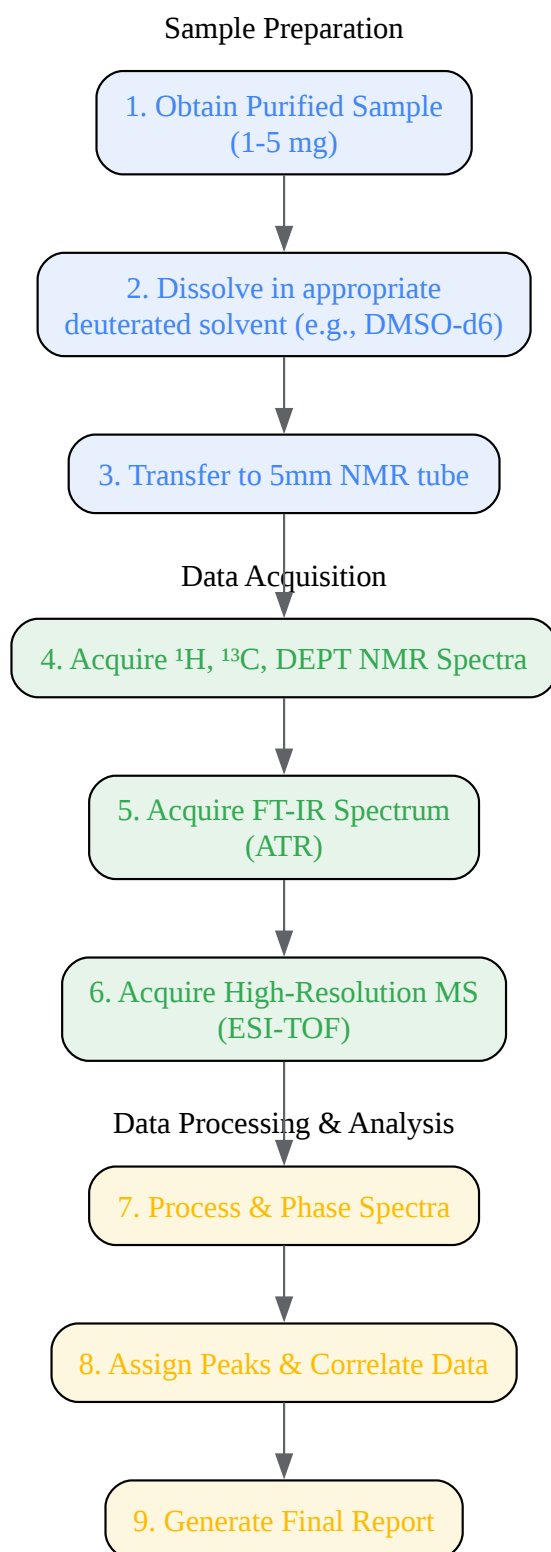 Sample Preparation
1. Obtain Purified Sample
(1-5 mg)
2. Dissolve in appropriate
deuterated solvent (e.g., DMSO-d6)
3. Transfer to 5mm NMR tube
Data Acquisition
4. Acquire ¹H, ¹³C, DEPT NMR Spectra
5. Acquire FT-IR Spectrum
(ATR)
6. Acquire High-Resolution MS
(ESI-TOF)
Data Processing & Analysis
7. Process & Phase Spectra
8. Assign Peaks & Correlate Data
9. Generate Final Report